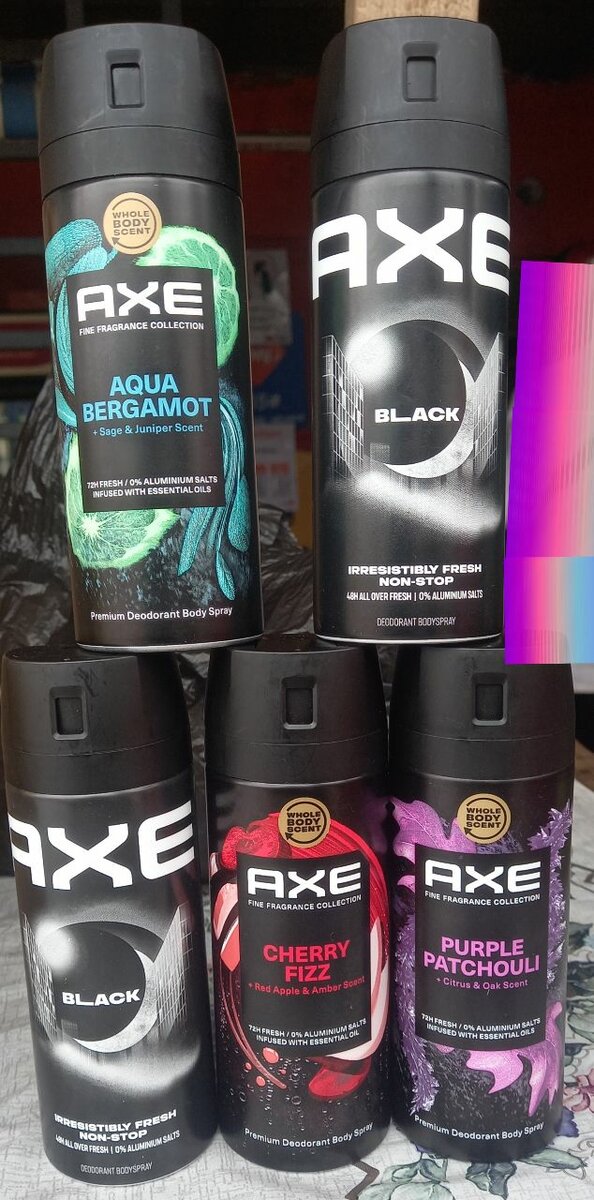 WHOLE
BODY
SCENT
AXE
FINE FRAGRANCE COLLECTION
AQUA
BERGAMOT
+ Sage & Juniper Scent
72H FRESH / 0% ALUMINIUM SALTS
INFUSED WITH ESSENTIAL OILS
Premium Deodorant Body Spray
AXE
BLACK
IRRESISTIBLY FRESH
NON-STOP
48H ALL OVER FRESH | 0% ALUMINIUM SALTS
DEODORANT BODYSPRAY
AXE
BLACK
IRRESISTIBLY FRESH
NON-STOP
48H ALL OVER FRESH | 0% ALUMINIUM SALTS
DEODORANT BODYSPRAY
WHOLE
BODY
SCENT
AXE
FINE FRAGRANCE COLLECTION
CHERRY
FIZZ
+ Red Apple & Amber Scent
72H FRESH / 0% ALUMINIUM SALTS
INFUSED WITH ESSENTIAL OIL
Premium Deodorant Body Spray
WHOLE
BODY
SCENT
AXE
FINE FRAGRANCE COLLECTION
PURPLE
PATCHOULI
+ Citrus & Oak Scent
72H FRESH / 0% ALUMINIUM SALTS
INFUSED WITH ESSENTIAL OILS
Premium Deodorant Body Spray